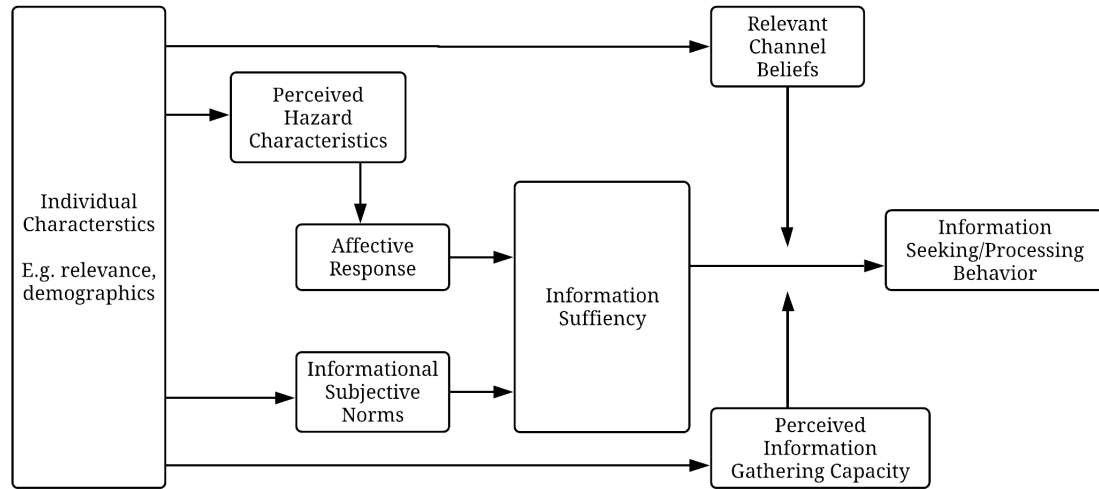 Individual
Characterstics
E.g. relevance,
demographics
Perceived
Hazard
Characteristics
Affective
Response
Informational
Subjective
Norms
Information
Suffiency
Relevant
Channel
Beliefs
Perceived
Information
Gathering Capacity
Information
Seeking/Processing
Behavior